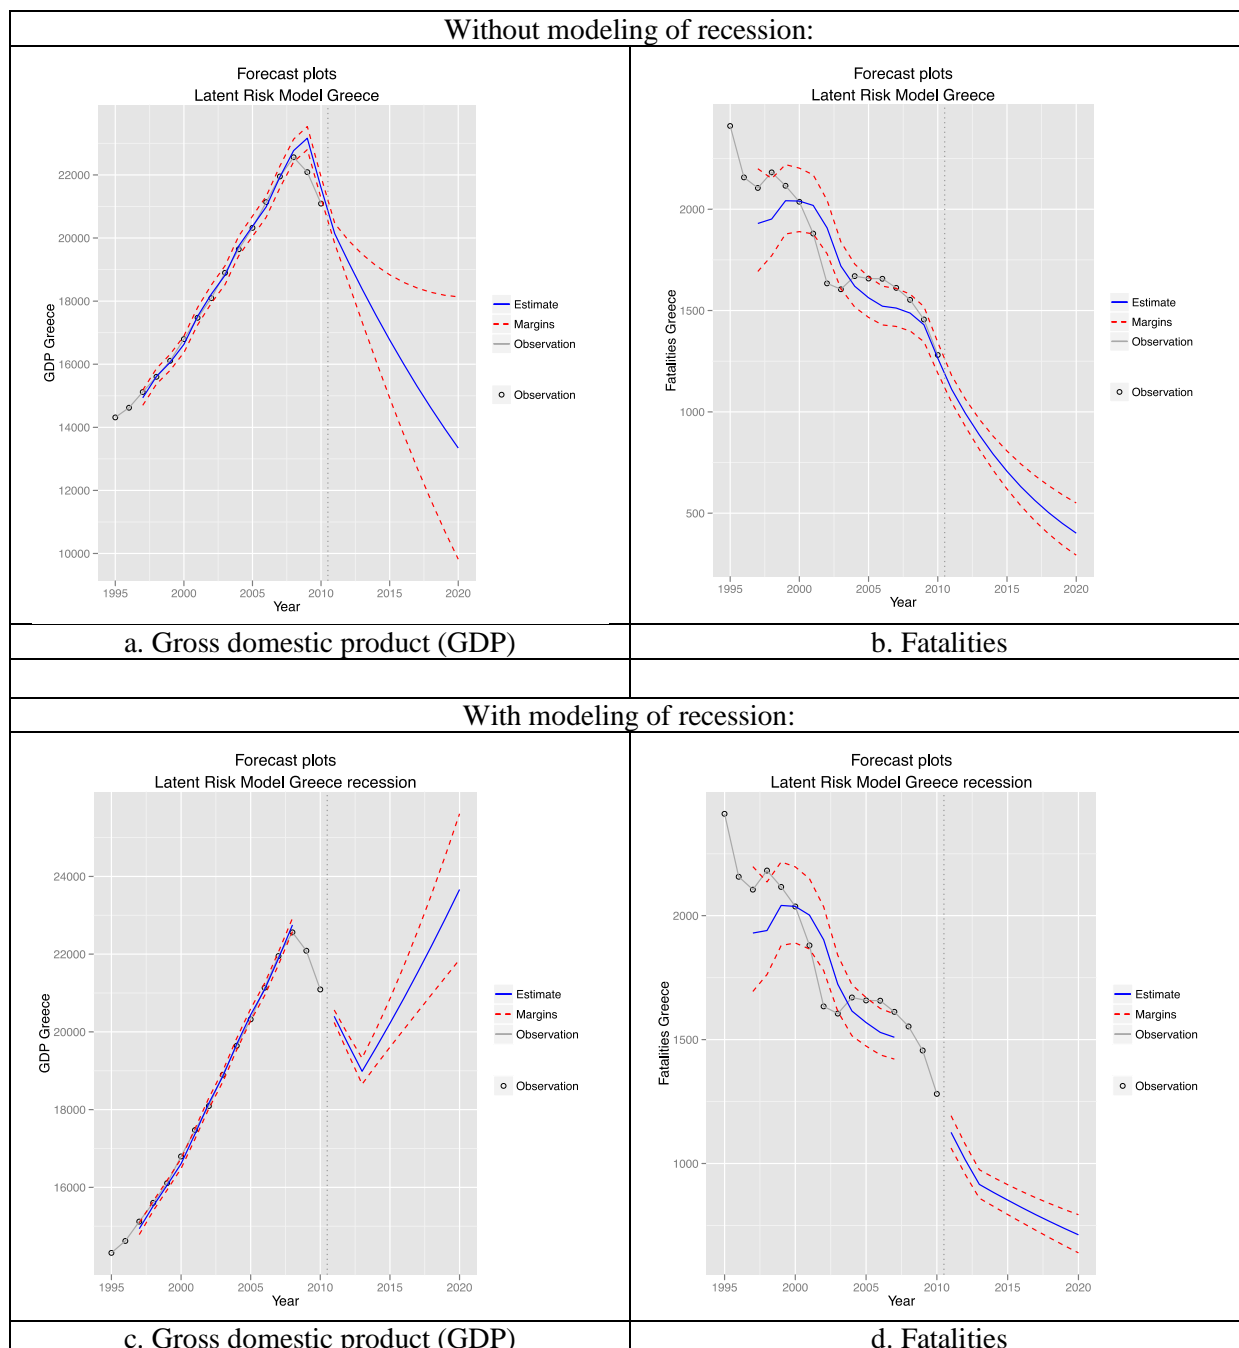 Without modeling of recession:
Forecast plots
Latent Risk Model Greece
GDP Greece
22000
20000
18000
16000
14000
12000
10000
1995
2000
2005
2010
2015
2020
Year
Estimate
Margins
Observation
Observation
Forecast plots
Latent Risk Model Greece
Fatalities Greece
2000
1500
1000
500
1995
2000
2005
2010
2015
2020
Year
Estimate
Margins
Observation
Observation
a. Gross domestic product (GDP)
b. Fatalities
With modeling of recession:
Forecast plots
Latent Risk Model Greece recession
GDP Greece
24000
22000
20000
18000
16000
1995
2000
2005
2010
2015
2020
Year
Estimate
Margins
Observation
Observation
Forecast plots
Latent Risk Model Greece recession
Fatalities Greece
2000
1500
1000
1995
2000
2005
2010
2015
2020
Year
Estimate
Margins
Observation
Observation
c. Gross domestic product (GDP)
d. Fatalities